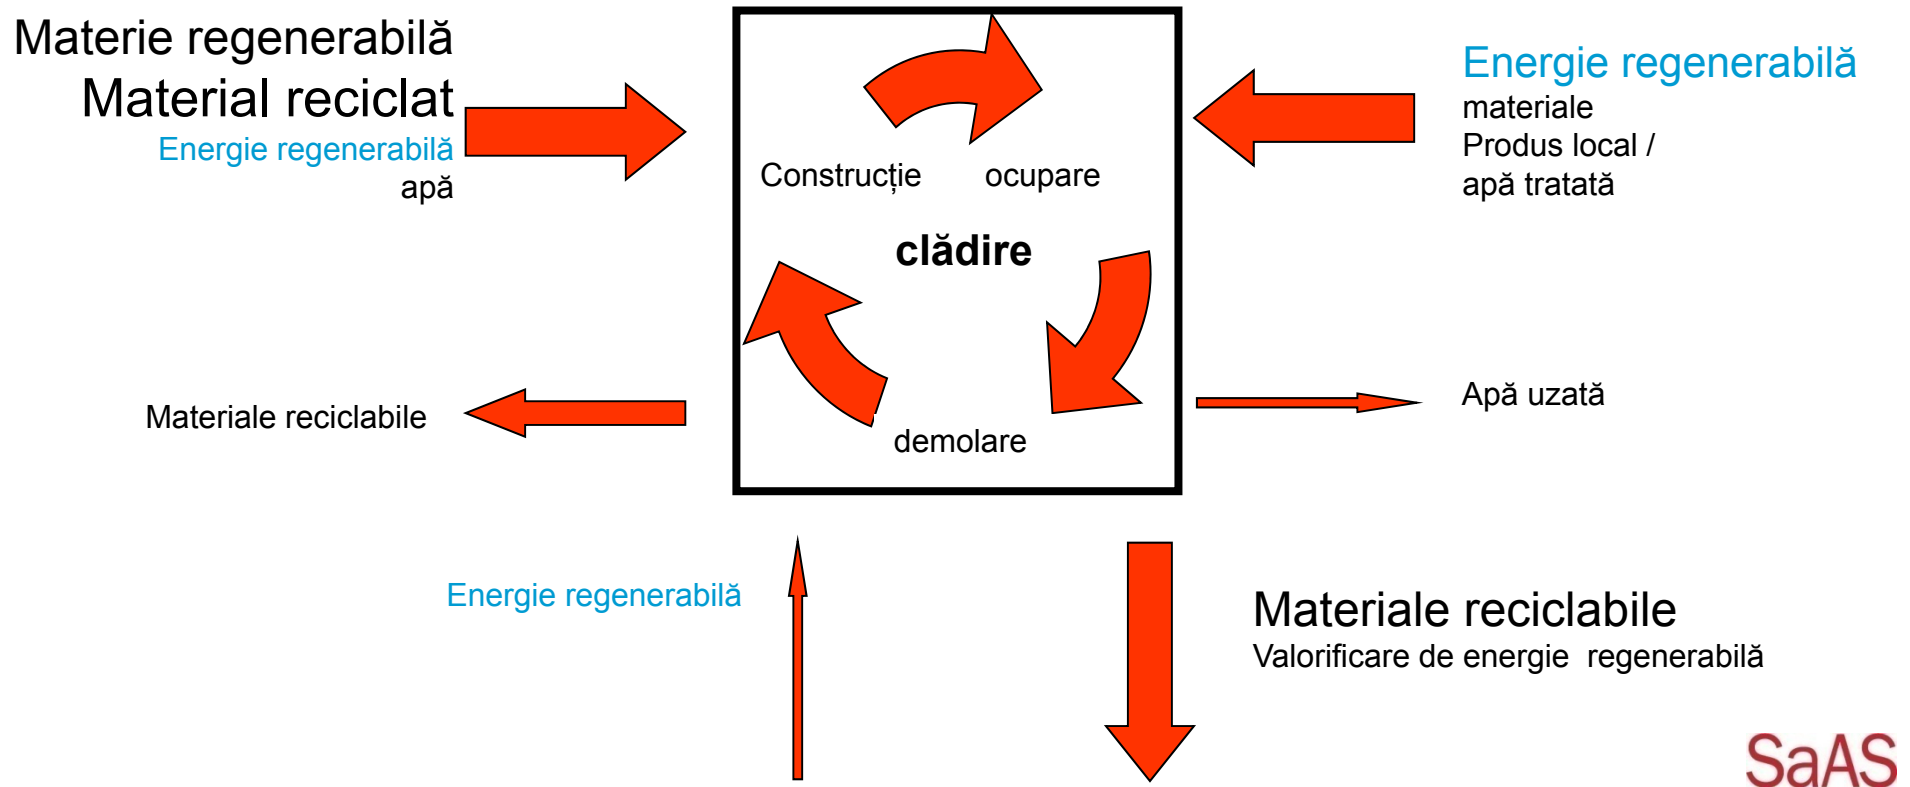 Materie regenerabilă
Material reciclat
Energie regenerabilă
apă
Energie regenerabilă
materiale
Produs local /
apă tratată
Construcție ocupare
clădire
demolare
Materiale reciclabile
Apă uzată
Energie regenerabilă
Materiale reciclabile
Valorificare de energie regenerabilă
SaAS